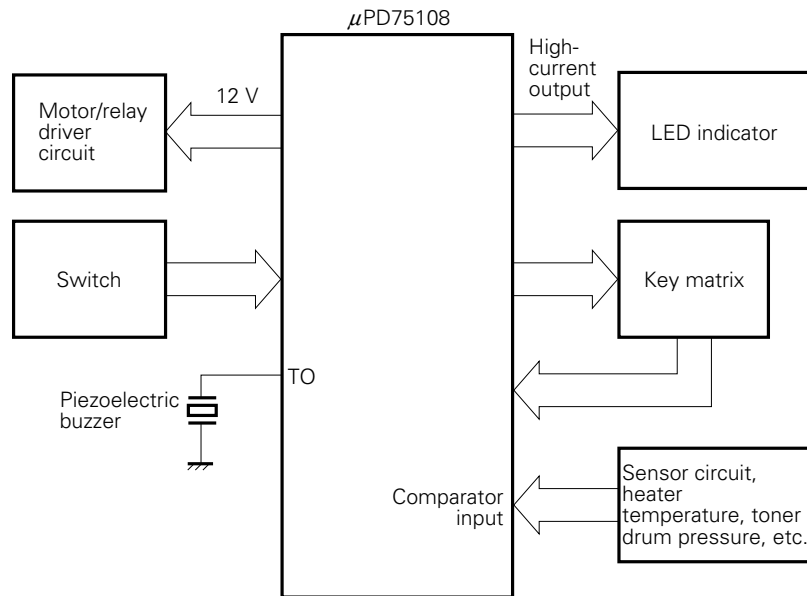 μPD75108
High-
current
output
12 V
Motor/relay
driver
circuit
LED indicator
Switch
Key matrix
TO
Piezoelectric
buzzer
Comparator
input
Sensor circuit,
heater
temperature, toner
drum pressure, etc.